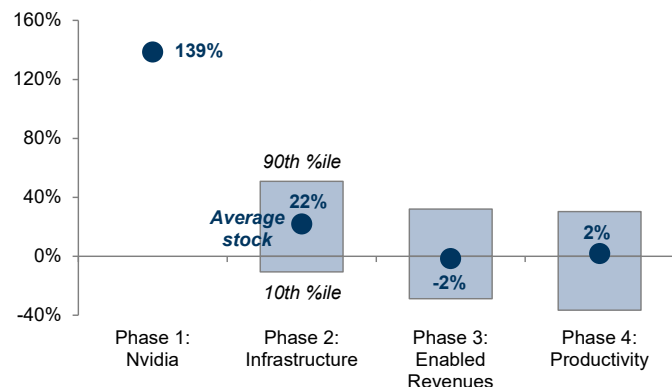 160%
139%
120%
80%
90th %ile
40%
22%
Average
stock
2%
0%
-2%
10th %ile
-40%
Phase 1:
Nvidia
Phase 2:
Infrastructure
Phase 3:
Enabled
Revenues
Phase 4:
Productivity